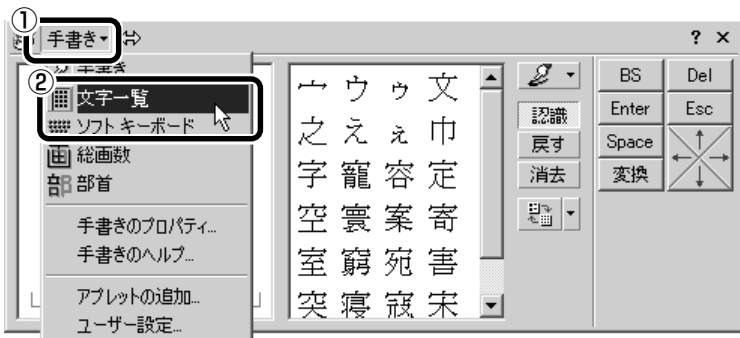 ①
手書き ? ×
手書き
② 文字一覧
ソフト キーボード
総画数
部首
手書きのプロパティ...
手書きのヘルプ...
アプレットの追加...
ユーザー設定...
亠 ウ ゥ 文
之 え ぇ 巾
字 寵 容 定
空 寰 案 寄
室 窮 宛 害
突 寝 寇 宋
認識
戻す
消去
BS Del
Enter Esc
Space
変換